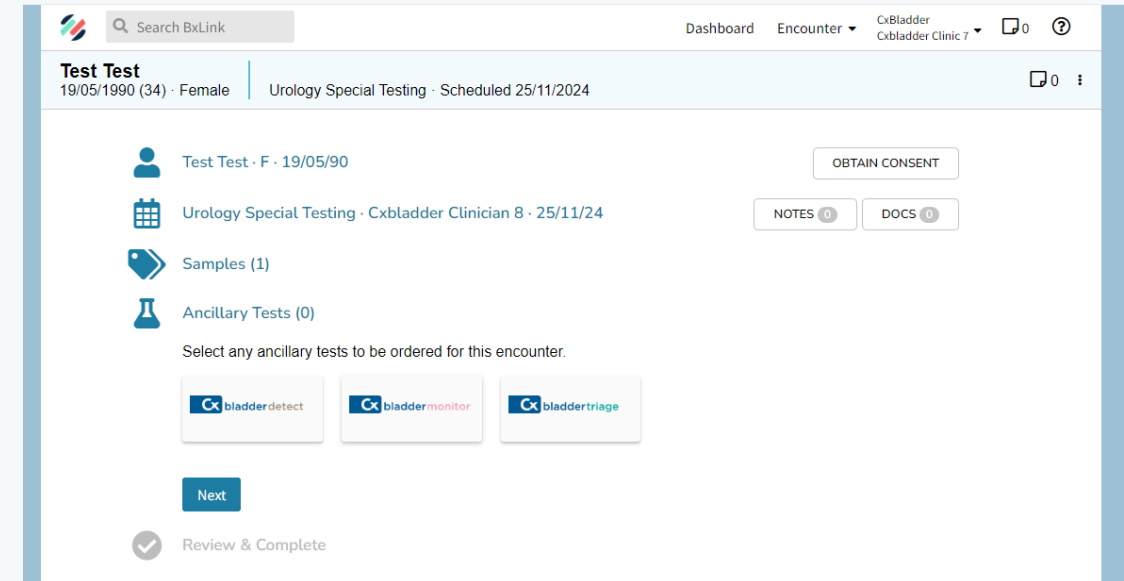 Search BxLink
Dashboard
Encounter
CxBladder
Cxbladder Clinic 7
0
Test Test
19/05/1990 (34) · Female
Urology Special Testing · Scheduled 25/11/2024
0
Test Test · F · 19/05/90
OBTAIN CONSENT
Urology Special Testing · Cxbladder Clinician 8 · 25/11/24
NOTES 0
DOCS 0
Samples (1)
Ancillary Tests (0)
Select any ancillary tests to be ordered for this encounter.
Cx bladderdetect
Cx bladdermonitor
Cx bladdertriage
Next
Review & Complete